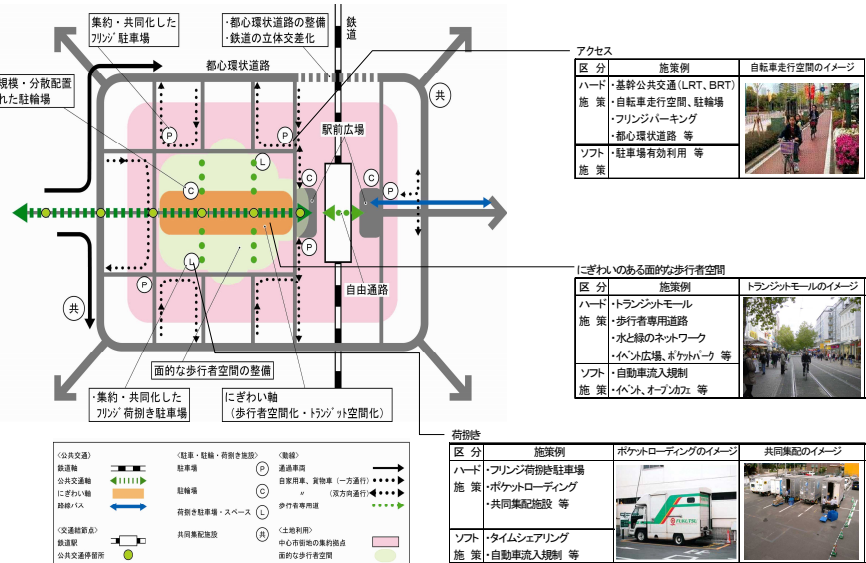 集約・共同化した
フリンジ駐車場
・都心環状道路の整備
・鉄道の立体交差化
鉄道
都心環状道路
規模・分散配置
れた駐輪場
共
P
P
駅前広場
L
C
C
C
P
P
L
P
自由通路
共
面的な歩行者空間の整備
・集約・共同化した
フリンジ荷捌き駐車場
にぎわい軸
(歩行者空間化・トランジット空間化)
アクセス
区 分 施策例 自転車走行空間のイメージ
ハード ・基幹公共交通(LRT、BRT)
施 策 ・自転車走行空間、駐輪場
・フリンジパーキング
・都心環状道路 等
ソフト ・駐車場有効利用 等
施 策
にぎわいのある面的な歩行者空間
区 分 施策例 トランジットモールのイメージ
ハード ・トランジットモール
施 策 ・歩行者専用道路
・水と緑のネットワーク
・イベント広場、ポケットパーク 等
ソフト ・自動車流入規制
施 策 ・イベント、オープンカフェ 等
荷捌き
区 分 施策例 ポケットローディングのイメージ 共同集配のイメージ
ハード ・フリンジ荷捌き駐車場
施 策 ・ポケットローディング
・共同集配施設 等
ソフト ・タイムシェアリング
施 策 ・自動車流入規制 等
〈公共交通〉
鉄道軸
公共交通軸
にぎわい軸
路線バス
〈交通結節点〉
鉄道駅
公共交通停留所
〈駐車・駐輪・荷捌き施設〉
駐車場 P
駐輪場 C
荷捌き駐車場・スペース L
共同集配施設 共
〈動線〉
通過車両
自家用車、貨物車 (一方通行)
〃 (双方向通行)
歩行者専用道
〈土地利用〉
中心市街地の集約拠点
面的な歩行者空間